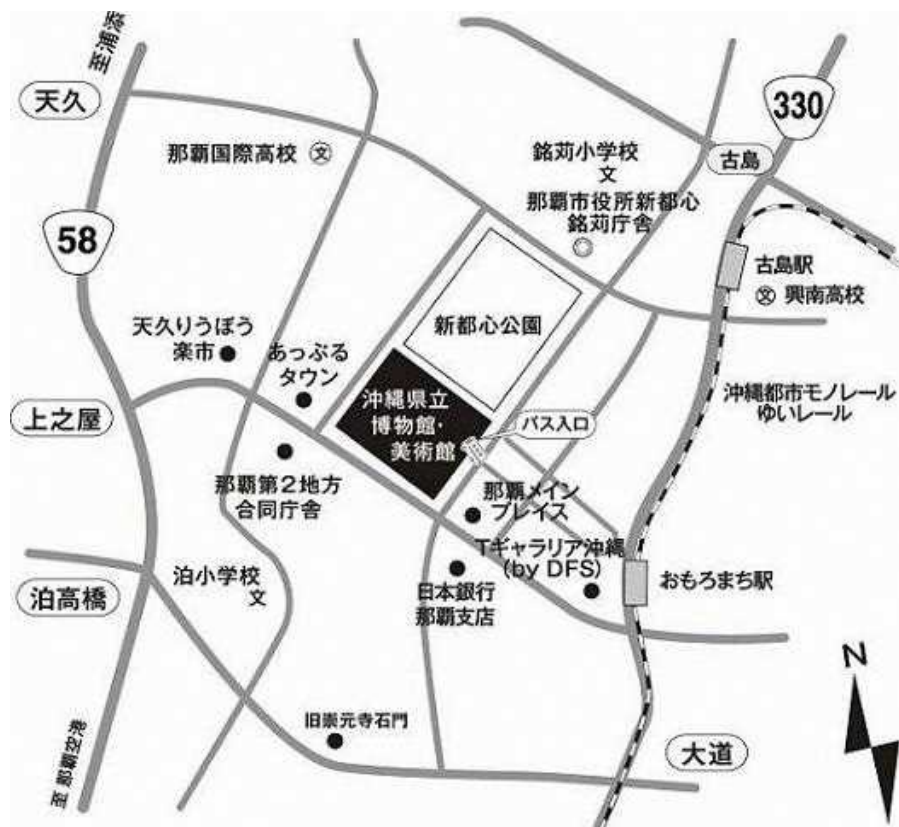 至浦添
天久
330
那覇国際高校
文
銘苅小学校
文
古島
那覇市役所新都心
銘苅庁舎
58
古島駅
文
興南高校
新都心公園
天久りうぼう
楽市
あっぷる
タウン
沖縄都市モノレール
ゆいレール
沖縄県立
博物館・
美術館
上之屋
バス入口
那覇第2地方
合同庁舎
那覇メイン
プレイス
Tギャラリア沖縄
(by DFS)
泊小学校
文
日本銀行
那覇支店
おもろまち駅
泊高橋
N
旧崇元寺石門
大道
至那覇空港